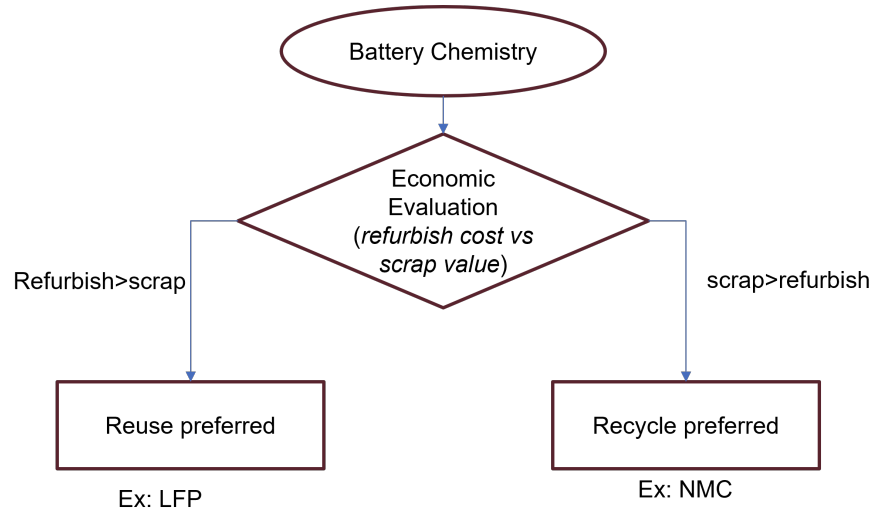 Battery Chemistry
Economic
Evaluation
(refurbish cost vs
scrap value)
Refurbish>scrap
scrap>refurbish
Reuse preferred
Recycle preferred
Ex: LFP
Ex: NMC